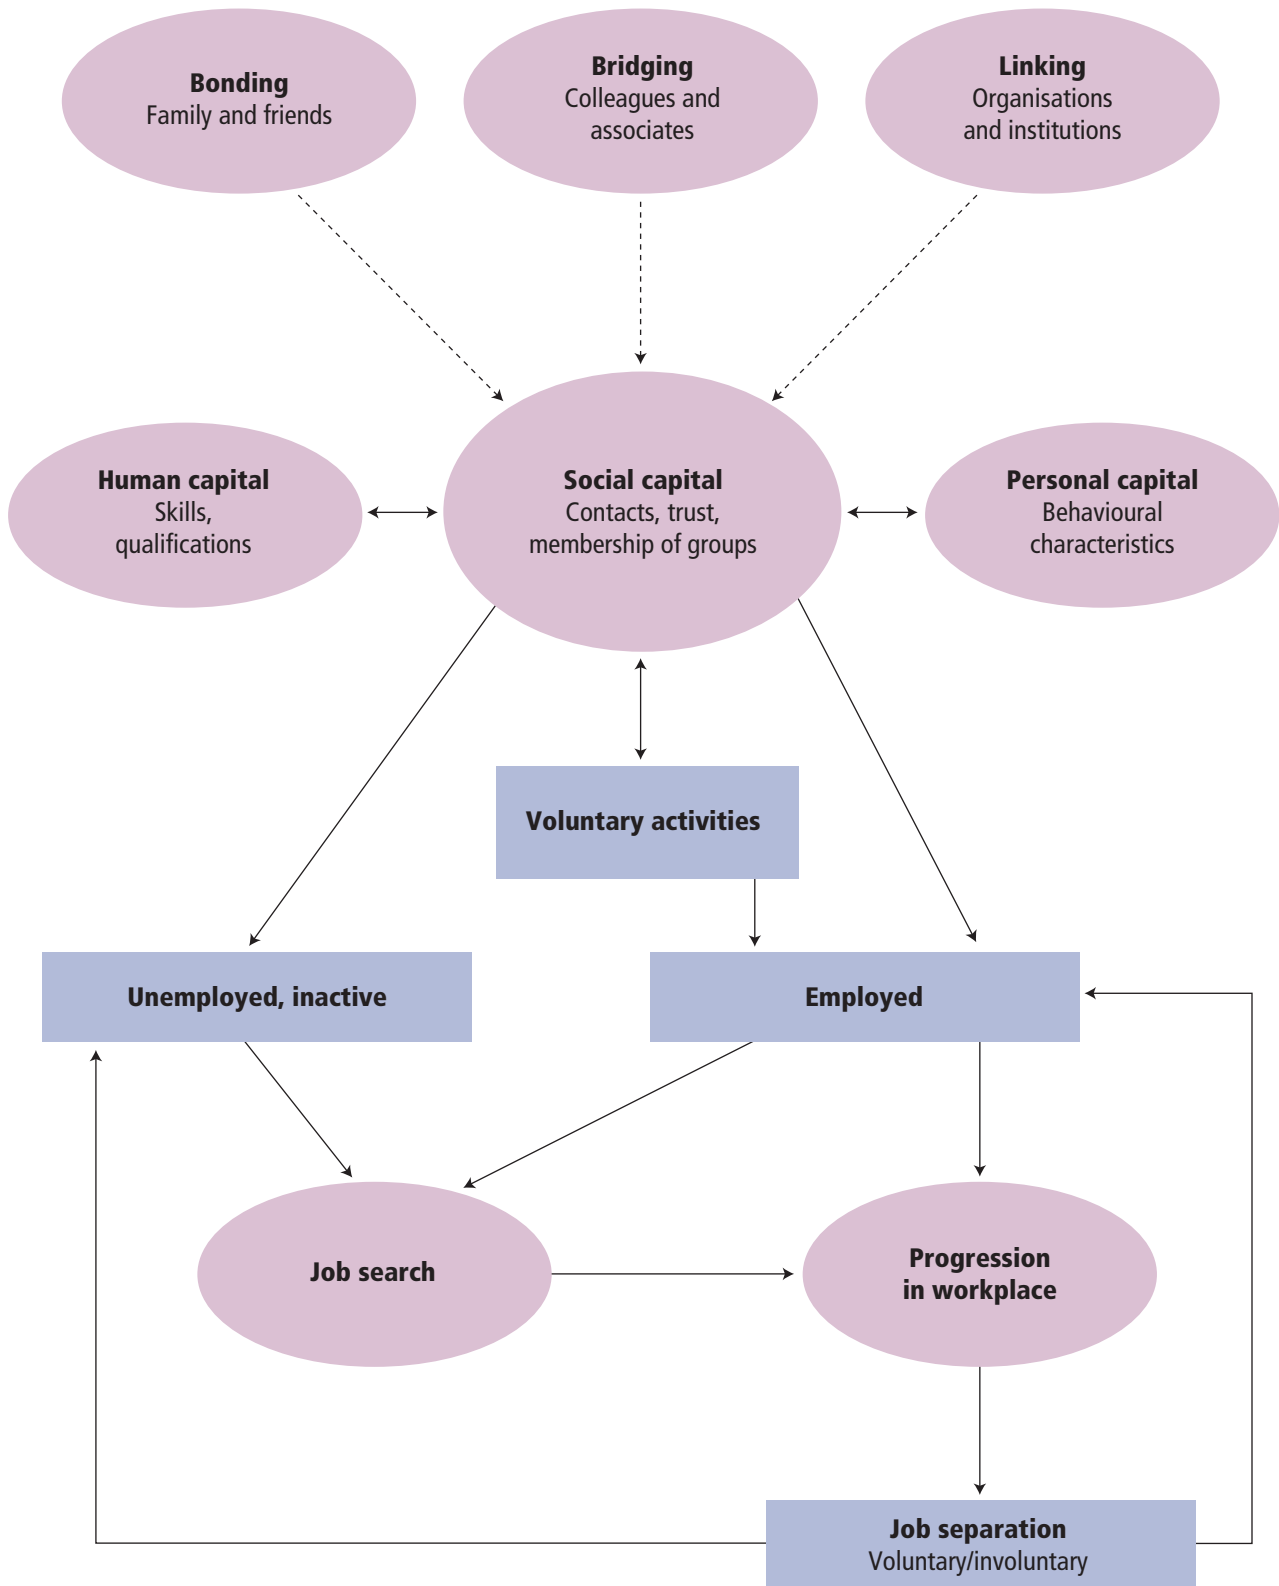 Bonding
Family and friends
Bridging
Colleagues and
associates
Linking
Organisations
and institutions
Human capital
Skills,
qualifications
Social capital
Contacts, trust,
membership of groups
Personal capital
Behavioural
characteristics
Voluntary activities
Unemployed, inactive
Employed
Job search
Progression
in workplace
Job separation
Voluntary/involuntary